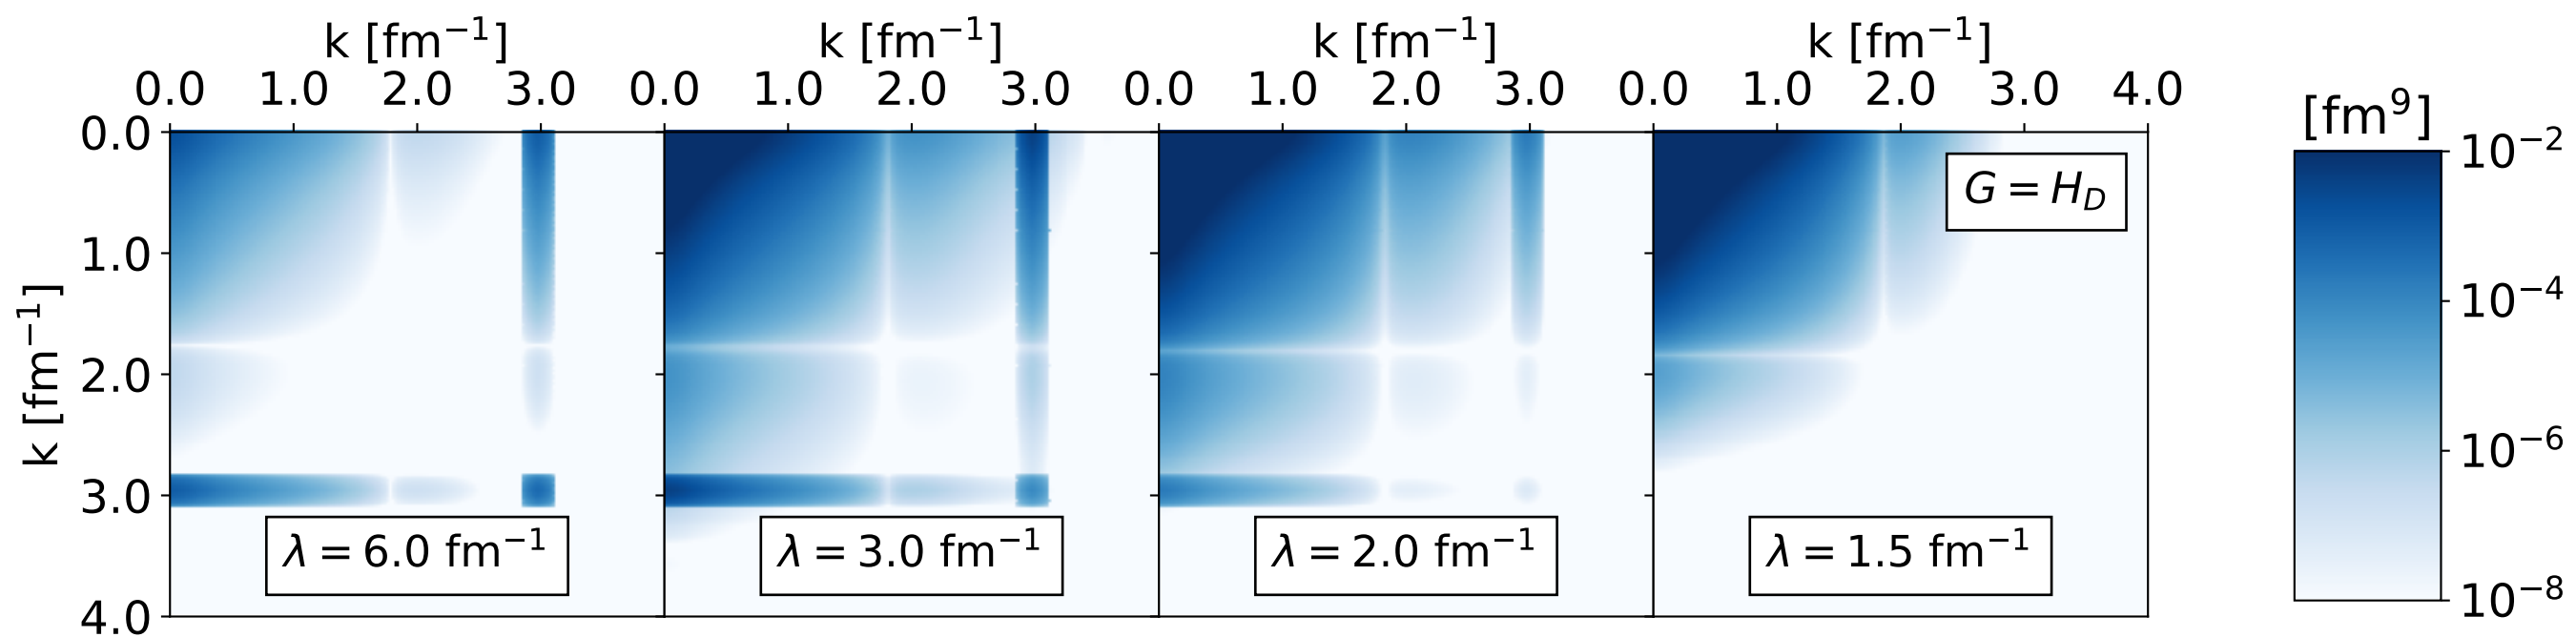 k [fm⁻¹] k [fm⁻¹] k [fm⁻¹] k [fm⁻¹]
0.0 1.0 2.0 3.0 0.0 1.0 2.0 3.0 0.0 1.0 2.0 3.0 0.0 1.0 2.0 3.0 4.0
[fm⁹]
0.0
1.0
2.0
3.0
4.0
k [fm⁻¹]
G = H_D
λ = 6.0 fm⁻¹
λ = 3.0 fm⁻¹
λ = 2.0 fm⁻¹
λ = 1.5 fm⁻¹
10⁻²
10⁻⁴
10⁻⁶
10⁻⁸